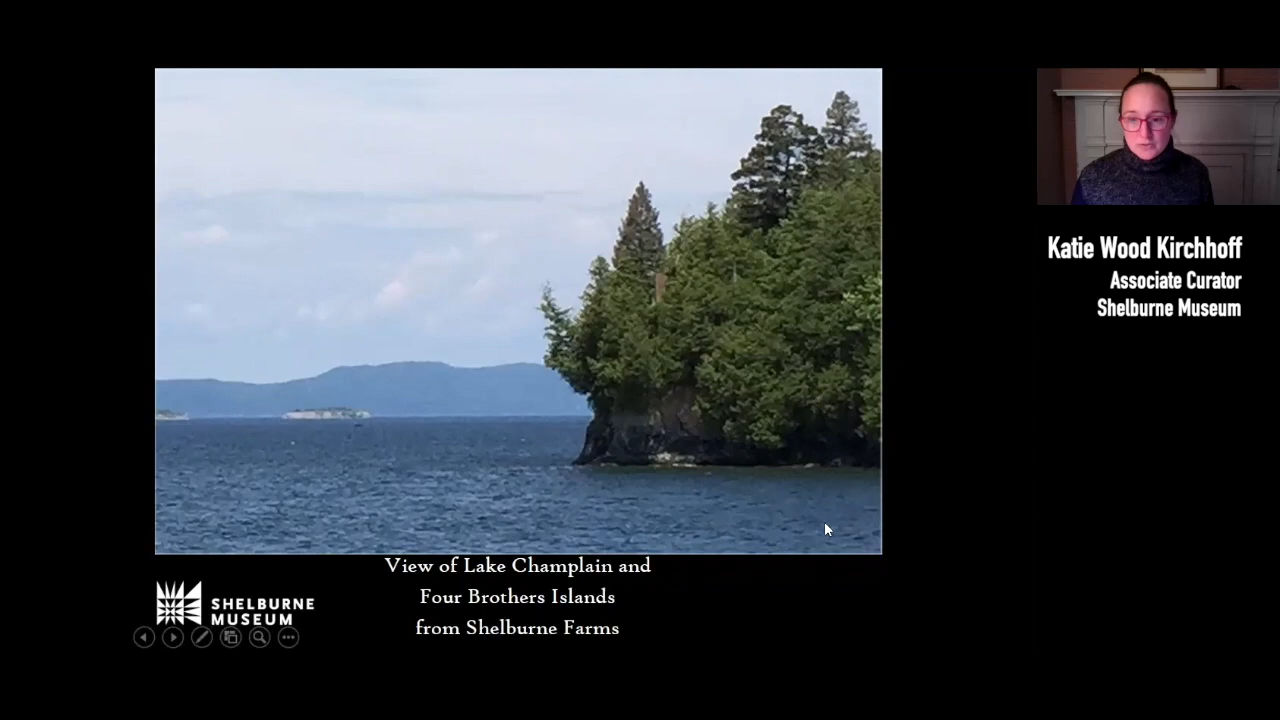 Katie Wood Kirchhoff
Associate Curator
Shelburne Museum
View of Lake Champlain and
Four Brothers Islands
from Shelburne Farms
SHELBURNE
MUSEUM